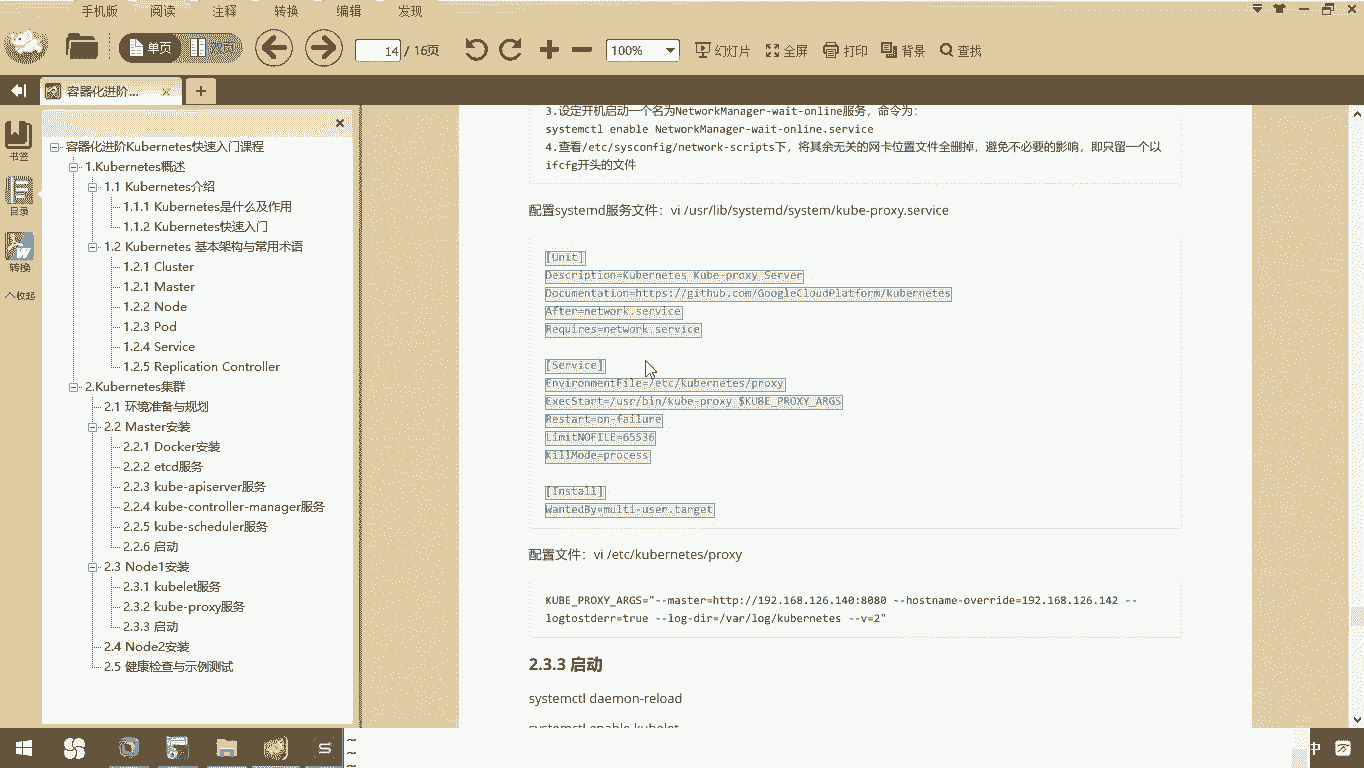 手机版 阅读 注释 转换 编辑 发现
单页 双页 14 / 16页 100% 幻灯片 全屏 打印 背景 查找
容器化进阶...
书签
目录
转换
收起
容器化进阶Kubernetes快速入门课程
1.Kubernetes概述
1.1 Kubernetes介绍
1.1.1 Kubernetes是什么及作用
1.1.2 Kubernetes快速入门
1.2 Kubernetes 基本架构与常用术语
1.2.1 Cluster
1.2.1 Master
1.2.2 Node
1.2.3 Pod
1.2.4 Service
1.2.5 Replication Controller
2.Kubernetes集群
2.1 环境准备与规划
2.2 Master安装
2.2.1 Docker安装
2.2.2 etcd服务
2.2.3 kube-apiserver服务
2.2.4 kube-controller-manager服务
2.2.5 kube-scheduler服务
2.2.6 启动
2.3 Node1安装
2.3.1 kubelet服务
2.3.2 kube-proxy服务
2.3.3 启动
2.4 Node2安装
2.5 健康检查与示例测试
3.设定开机启动一个名为NetworkManager-wait-online服务，命令为：
systemctl enable NetworkManager-wait-online.service
4.查看/etc/sysconfig/network-scripts下，将其余无关的网卡位置文件全删掉，避免不必要的影响，即只留一个以
ifcfg开头的文件
配置systemd服务文件：vi /usr/lib/systemd/system/kube-proxy.service
[Unit]
Description=Kubernetes Kube-proxy Server
Documentation=https://github.com/GoogleCloudPlatform/kubernetes
After=network.service
Requires=network.service
[Service]
EnvironmentFile=/etc/kubernetes/proxy
ExecStart=/usr/bin/kube-proxy $KUBE_PROXY_ARGS
Restart=on-failure
LimitNOFILE=65536
KillMode=process
[Install]
WantedBy=multi-user.target
配置文件：vi /etc/kubernetes/proxy
KUBE_PROXY_ARGS="--master=http://192.168.126.140:8080 --hostname-override=192.168.126.142 --
logtostderr=true --log-dir=/var/log/kubernetes --v=2"
2.3.3 启动
systemctl daemon-reload
systemctl enable kubelet
~
~
~
中